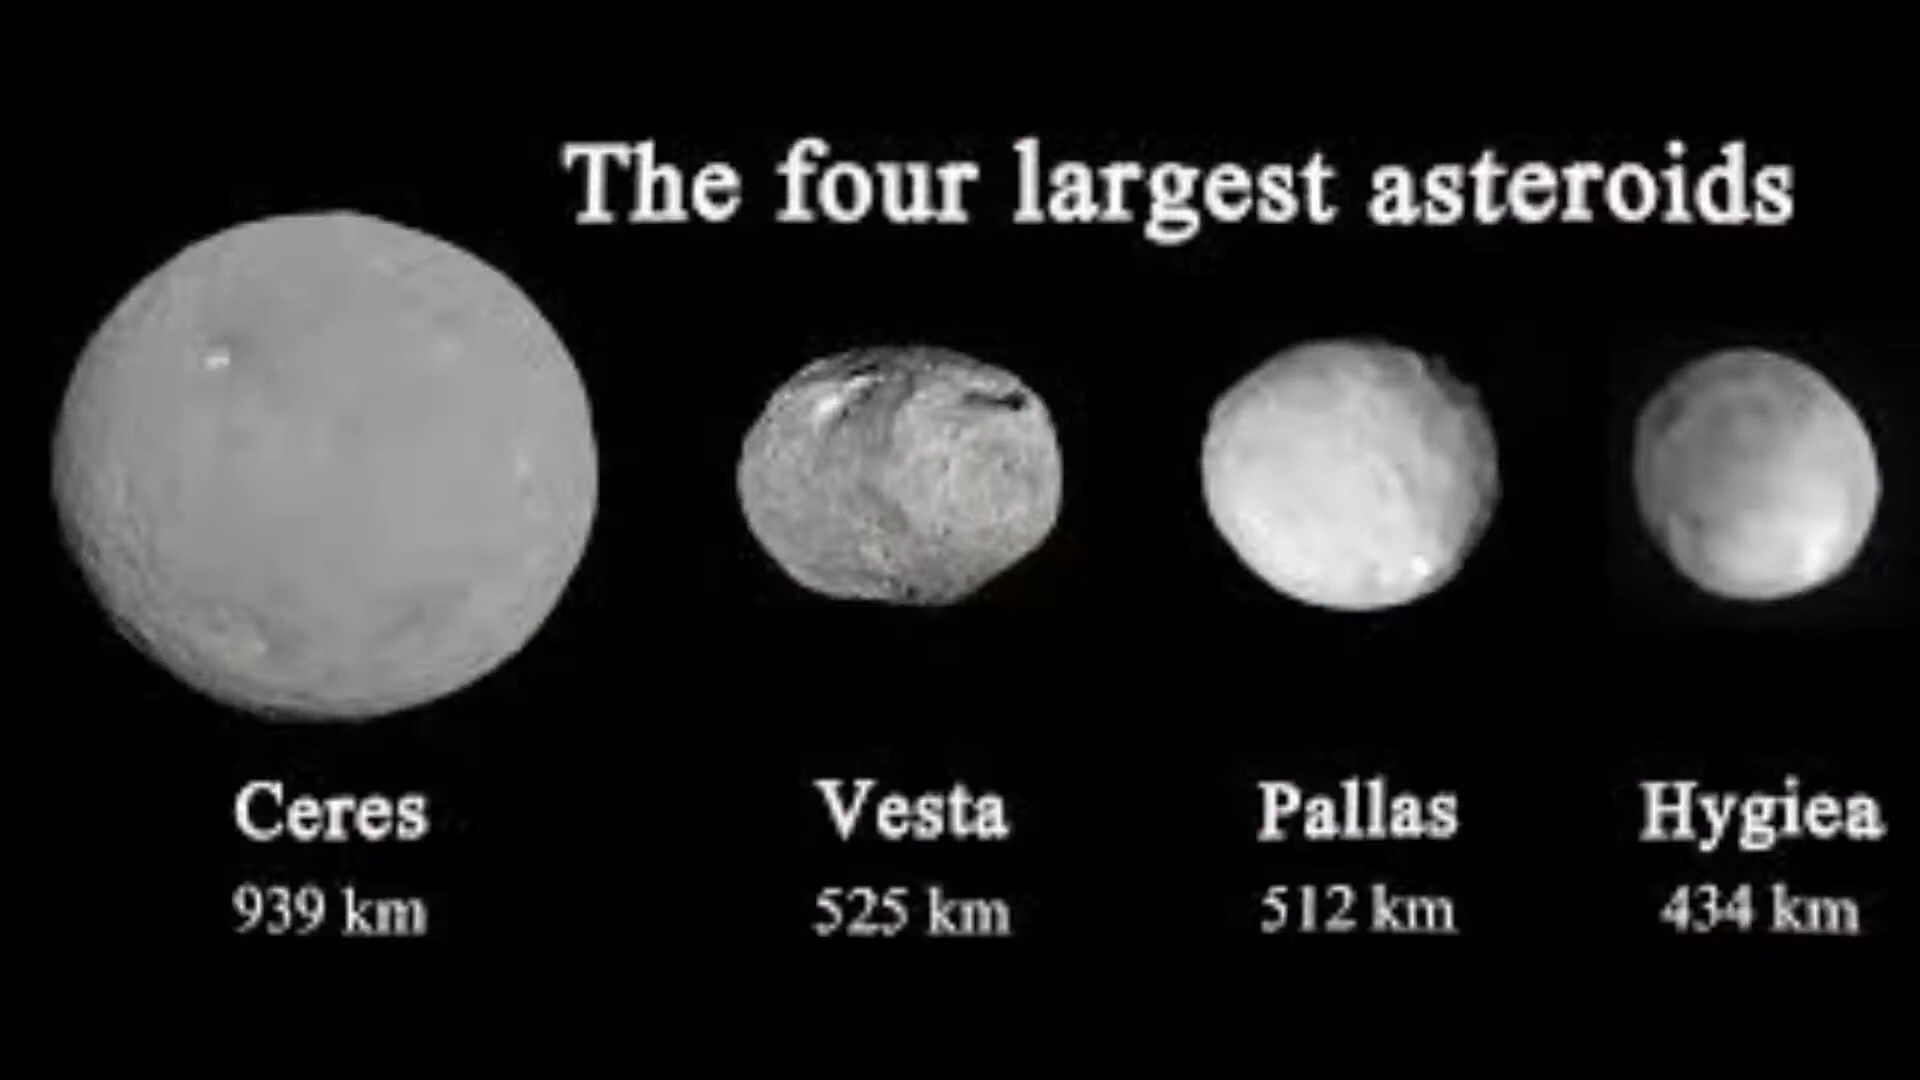 The four largest asteroids
Ceres
939 km
Vesta
525 km
Pallas
512 km
Hygiea
434 km